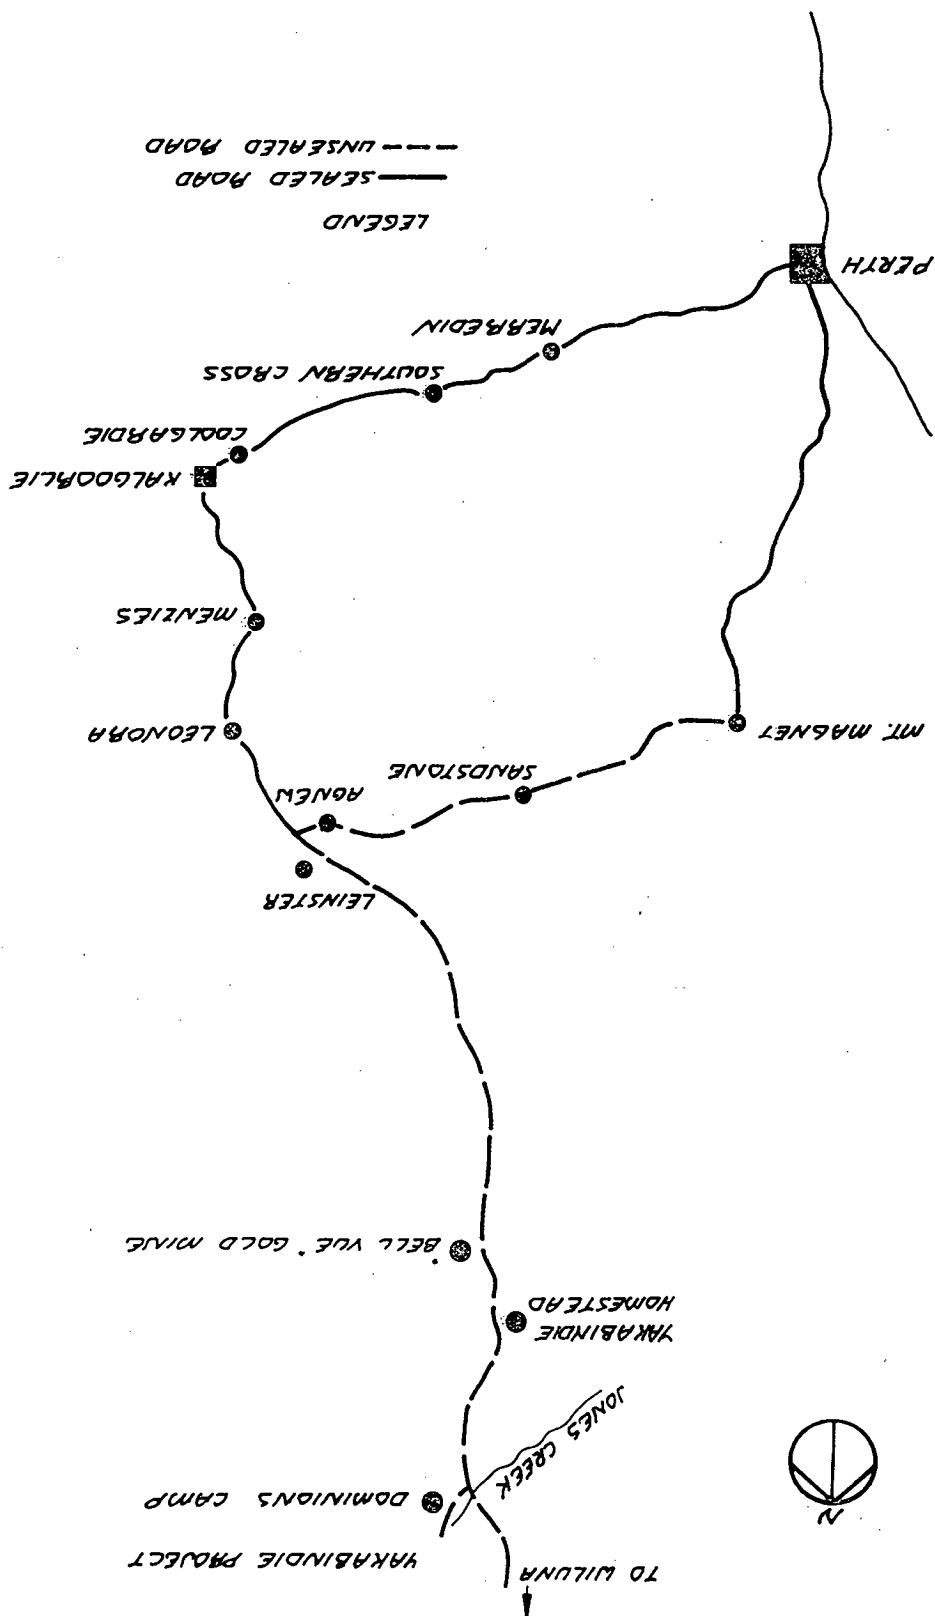 TO WILUNA
YAKABINDIE PROJECT
DOMINIONS CAMP
N
JONES CREEK
YAKABINDIE
HOMESTEAD
"BELL VUE" GOLD MINE
LEINSTER
AGNEW
SANDSTONE
MT. MAGNET
LEONORA
MENZIES
KALGOORLIE
COOLGARDIE
SOUTHERN CROSS
MERREDIN
PERTH
LEGEND
SEALED ROAD
UNSEALED ROAD